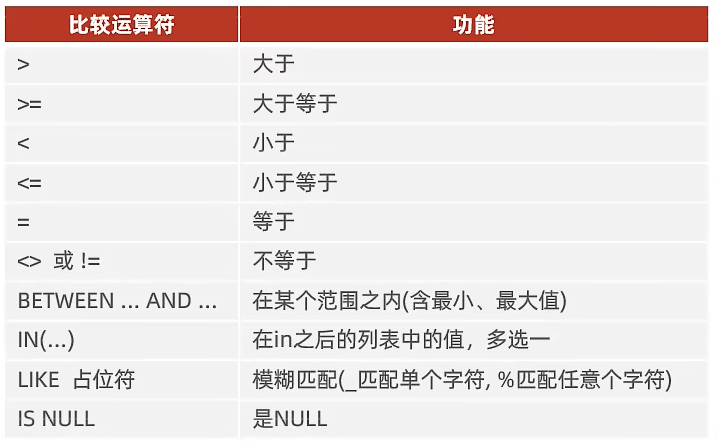 比较运算符 功能
> 大于
>= 大于等于
< 小于
<= 小于等于
= 等于
<> 或 != 不等于
BETWEEN ... AND ... 在某个范围之内(含最小、最大值)
IN(...) 在in之后的列表中的值，多选一
LIKE 占位符 模糊匹配(_匹配单个字符, %匹配任意个字符)
IS NULL 是NULL